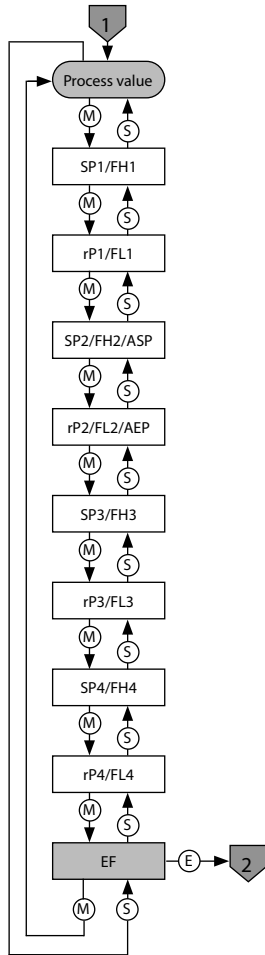 1
Process value
M S
SP1/FH1
M S
rP1/FL1
M S
SP2/FH2/ASP
M S
rP2/FL2/AEP
M S
SP3/FH3
M S
rP3/FL3
M S
SP4/FH4
M S
rP4/FL4
M S
EF E 2
M S